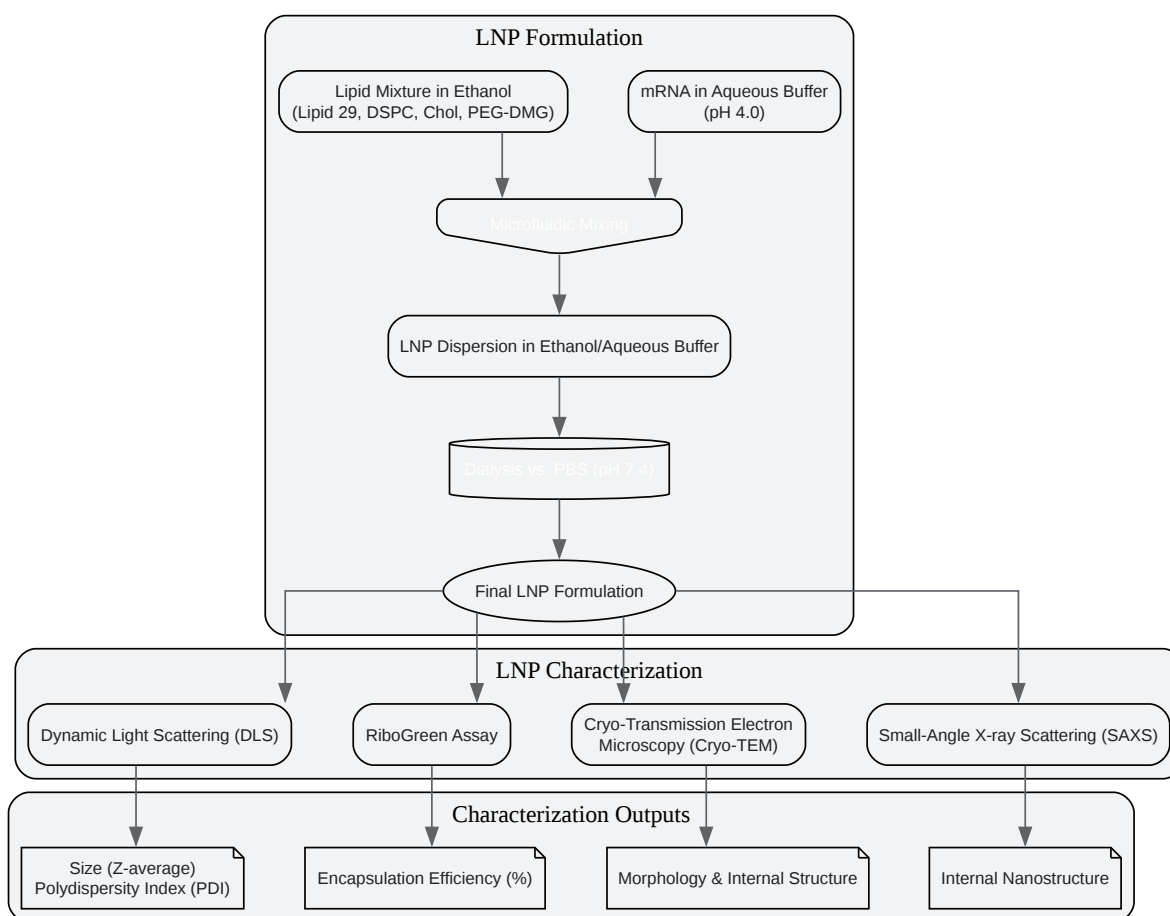 LNP Formulation
Lipid Mixture in Ethanol
(Lipid 29, DSPC, Chol, PEG-DMG)
mRNA in Aqueous Buffer
(pH 4.0)
Microfluidic Mixing
LNP Dispersion in Ethanol/Aqueous Buffer
Dialysis vs. PBS (pH 7.4)
Final LNP Formulation
LNP Characterization
Dynamic Light Scattering (DLS)
RiboGreen Assay
Cryo-Transmission Electron
Microscopy (Cryo-TEM)
Small-Angle X-ray Scattering (SAXS)
Characterization Outputs
Size (Z-average)
Polydispersity Index (PDI)
Encapsulation Efficiency (%)
Morphology & Internal Structure
Internal Nanostructure